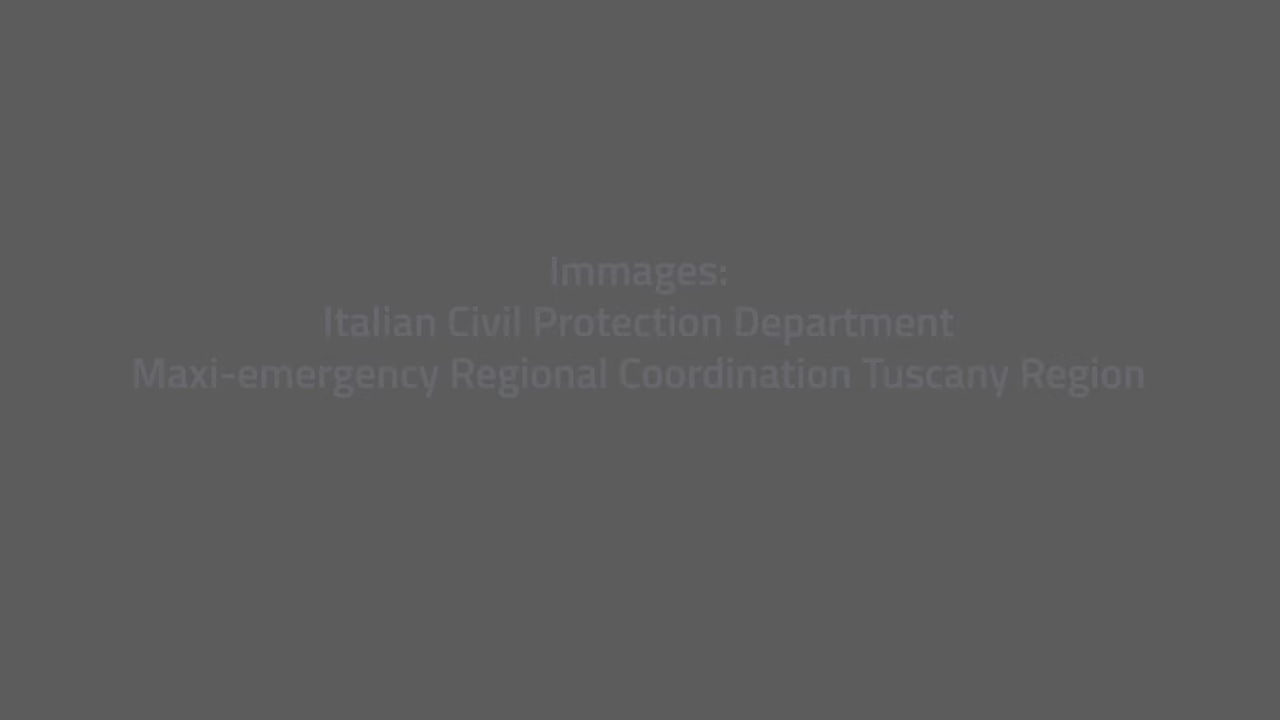 Immages:
Italian Civil Protection Department
Maxi-emergency Regional Coordination Tuscany Region